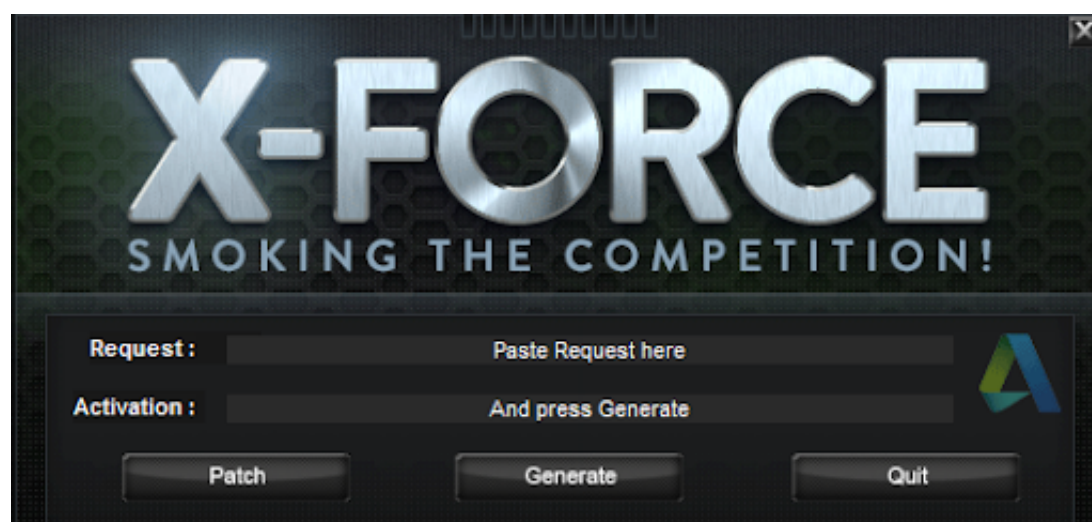 X-FORCE
SMOKING THE COMPETITION!
Request :
Paste Request here
Activation :
And press Generate
Patch
Generate
Quit